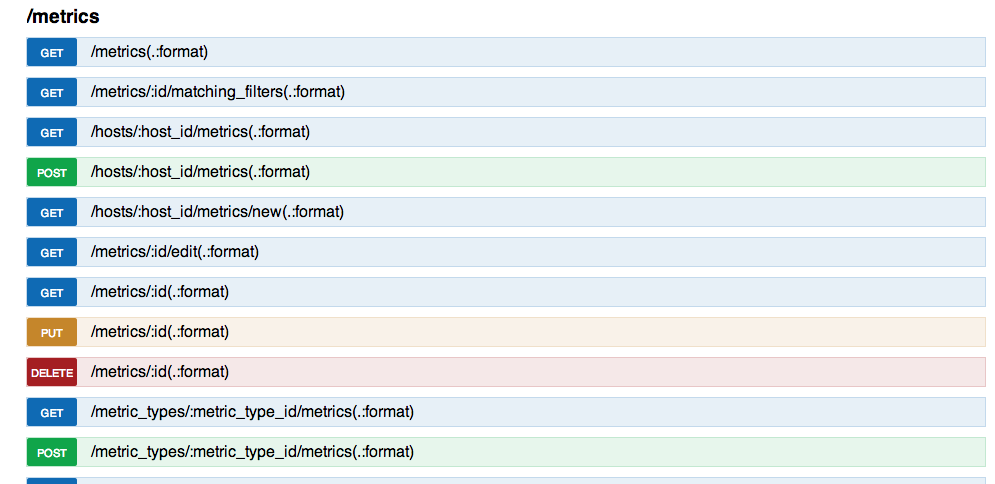 /metrics
GET /metrics(.:format)
GET /metrics/:id/matching_filters(.:format)
GET /hosts/:host_id/metrics(.:format)
POST /hosts/:host_id/metrics(.:format)
GET /hosts/:host_id/metrics/new(.:format)
GET /metrics/:id/edit(.:format)
GET /metrics/:id(.:format)
PUT /metrics/:id(.:format)
DELETE /metrics/:id(.:format)
GET /metric_types/:metric_type_id/metrics(.:format)
POST /metric_types/:metric_type_id/metrics(.:format)